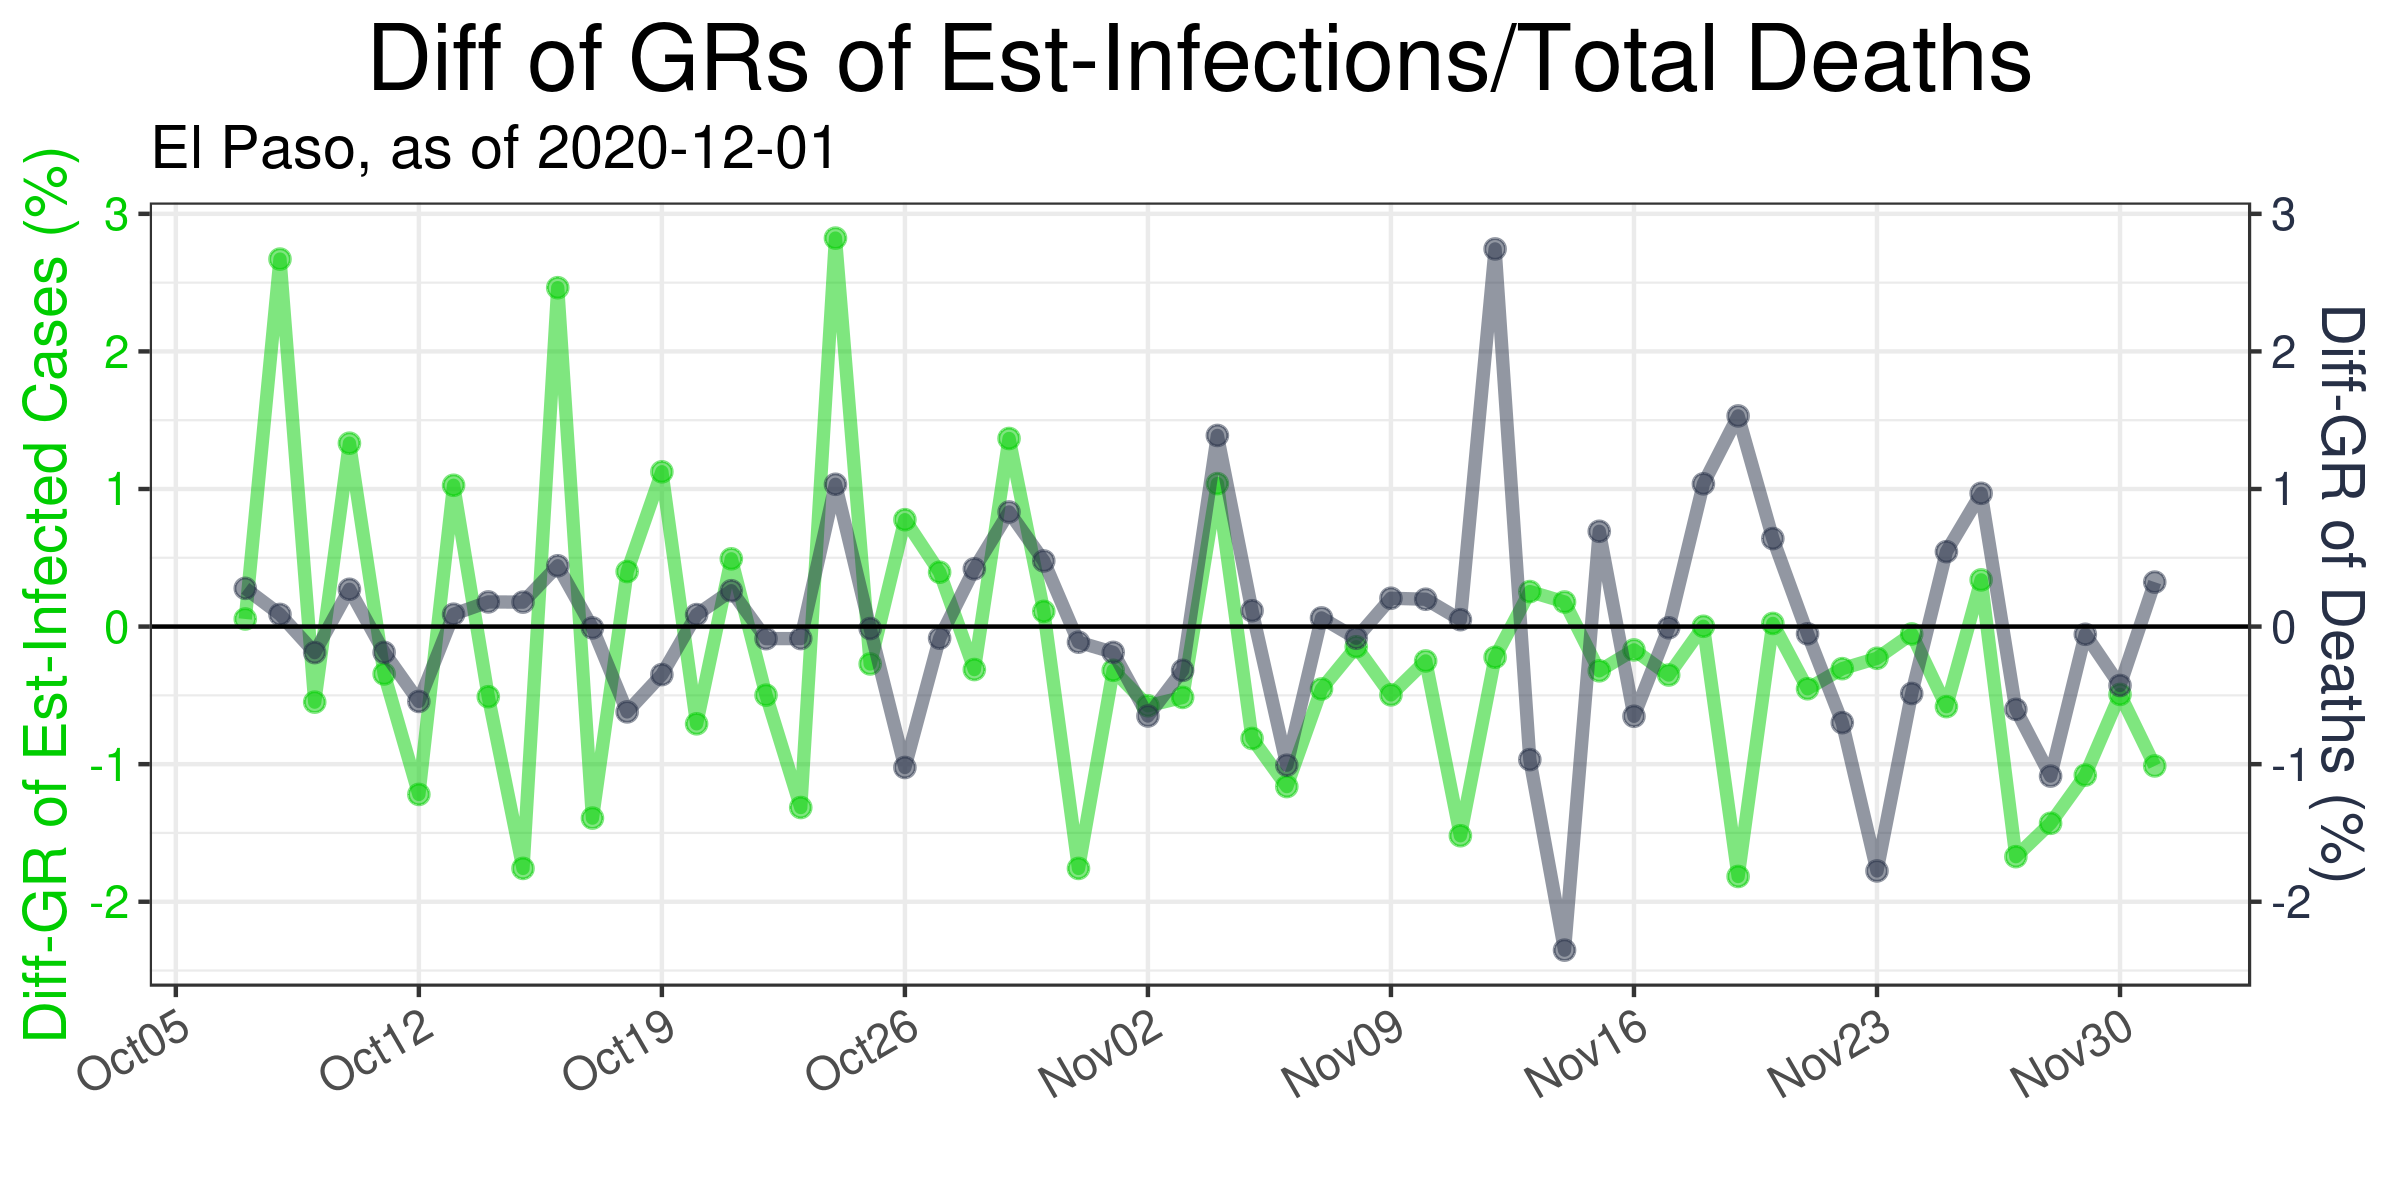 Diff of GRs of Est-Infections/Total Deaths
El Paso, as of 2020-12-01
Diff-GR of Est-Infected Cases (%)
3
2
1
0
-1
-2
3
2
1
0
-1
-2
Diff-GR of Deaths (%)
Oct05
Oct12
Oct19
Oct26
Nov02
Nov09
Nov16
Nov23
Nov30